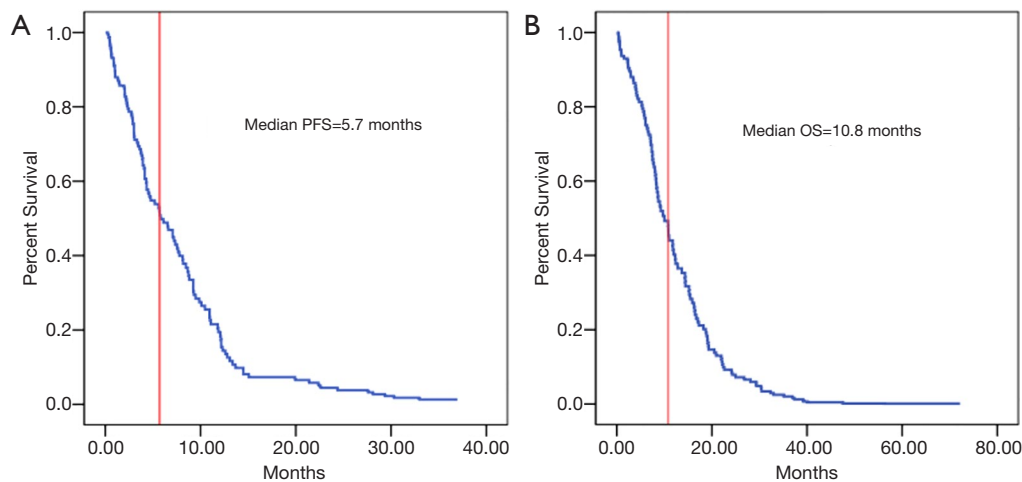 A
1.0
0.8
0.6
0.4
0.2
0.0
Percent Survival
Median PFS=5.7 months
0.00 10.00 20.00 30.00 40.00
Months
B
1.0
0.8
0.6
0.4
0.2
0.0
Percent Survival
Median OS=10.8 months
0.00 20.00 40.00 60.00 80.00
Months